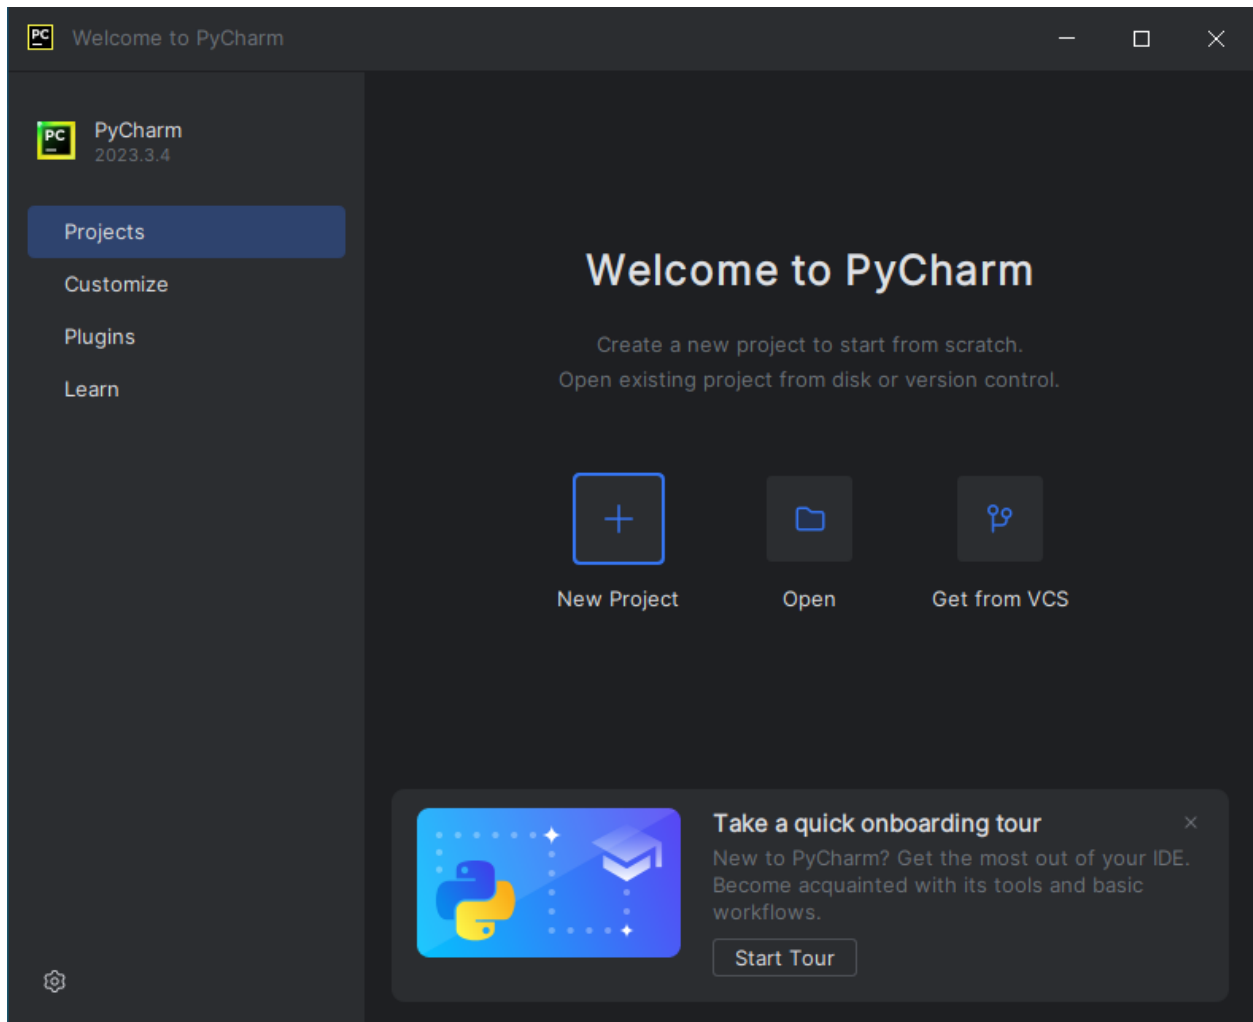 PC Welcome to PyCharm
PC PyCharm
2023.3.4
Projects
Customize
Plugins
Learn
Welcome to PyCharm
Create a new project to start from scratch.
Open existing project from disk or version control.
New Project
Open
Get from VCS
Take a quick onboarding tour
New to PyCharm? Get the most out of your IDE.
Become acquainted with its tools and basic
workflows.
Start Tour